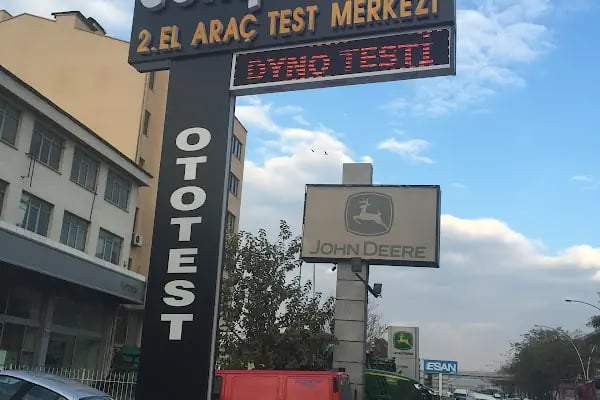 2. EL ARAÇ TEST MERKEZİ
DYNO TESTİ
OTOTEST
JOHN DEERE
ESAN